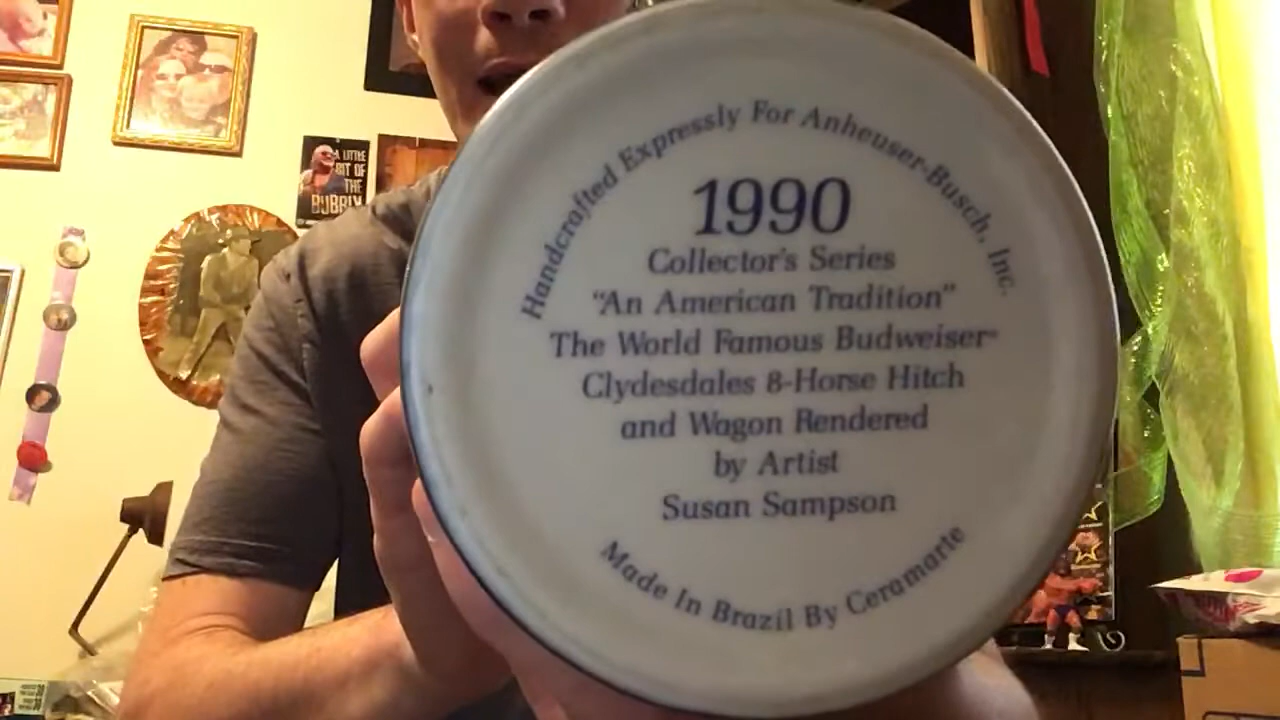 A LITTLE
BIT OF
THE
BUBBLY
Handcrafted Expressly For Anheuser-Busch, Inc.
1990
Collector's Series
"An American Tradition"
The World Famous Budweiser
Clydesdales 8-Horse Hitch
and Wagon Rendered
by Artist
Susan Sampson
Made In Brazil By Ceramarte